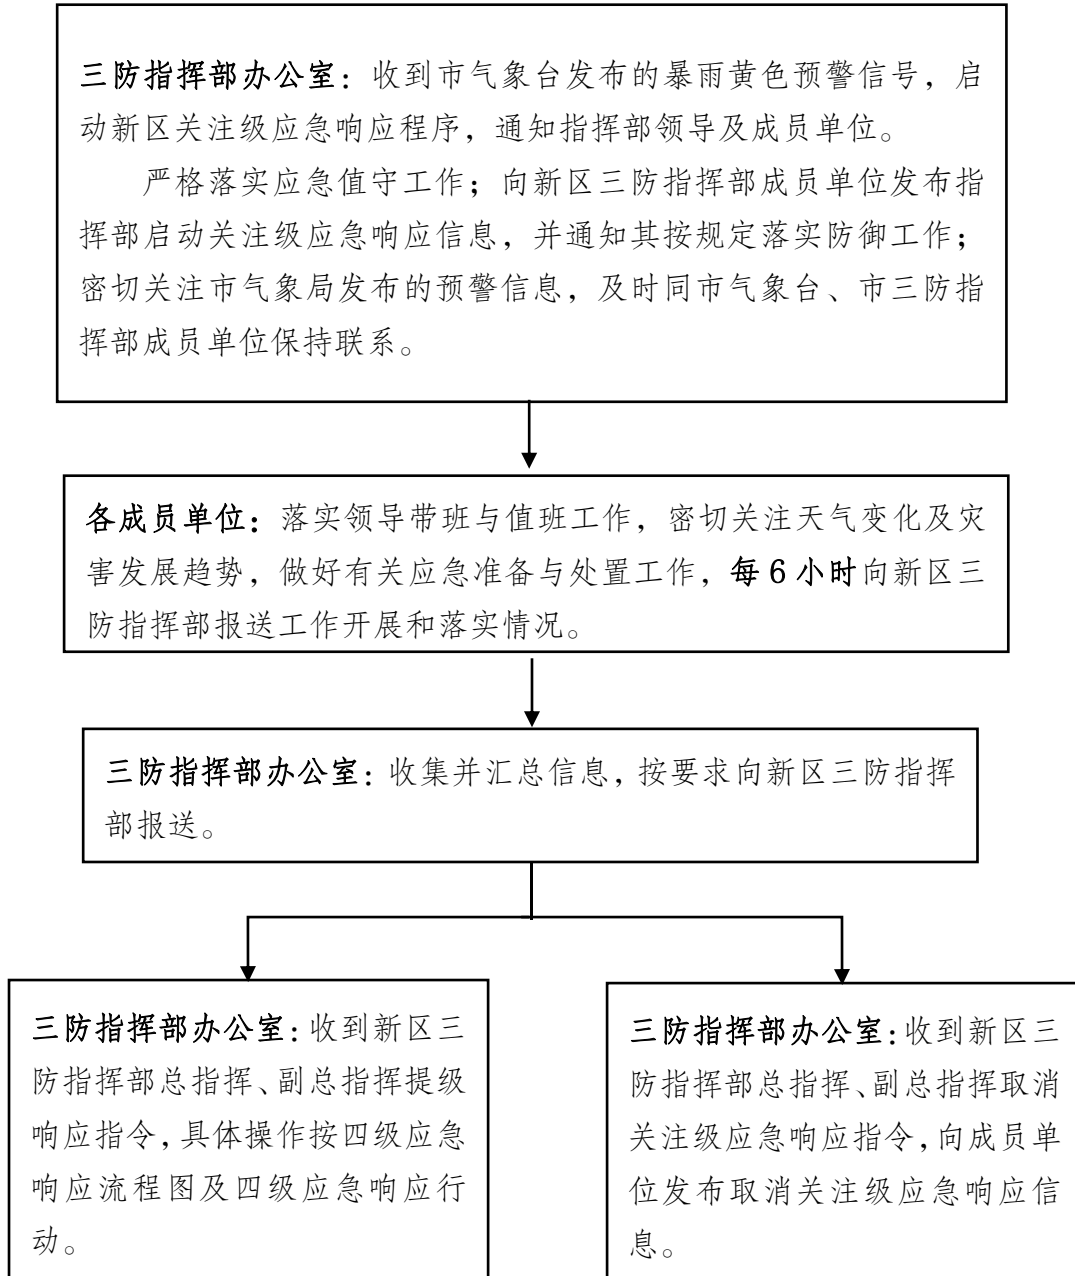 三防指挥部办公室：收到市气象台发布的暴雨黄色预警信号，启
动新区关注级应急响应程序，通知指挥部领导及成员单位。
严格落实应急值守工作；向新区三防指挥部成员单位发布指
挥部启动关注级应急响应信息，并通知其按规定落实防御工作；
密切关注市气象局发布的预警信息，及时同市气象台、市三防指
挥部成员单位保持联系。
各成员单位：落实领导带班与值班工作，密切关注天气变化及灾
害发展趋势，做好有关应急准备与处置工作，每 6 小时向新区三
防指挥部报送工作开展和落实情况。
三防指挥部办公室：收集并汇总信息，按要求向新区三防指挥
部报送。
三防指挥部办公室：收到新区三
防指挥部总指挥、副总指挥提级
响应指令，具体操作按四级应急
响应流程图及四级应急响应行
动。
三防指挥部办公室：收到新区三
防指挥部总指挥、副总指挥取消
关注级应急响应指令，向成员单
位发布取消关注级应急响应信
息。